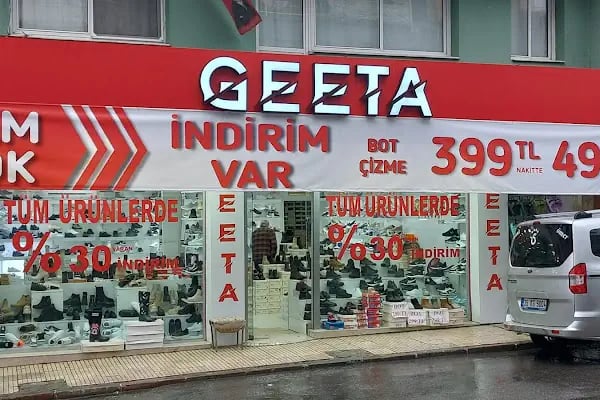 GEETA
İNDİRİM
VAR
BOT
ÇİZME
399 TL
NAKİTTE
49
TUM ÜRÜNLERDE
%30 İNDİRİM
GEETA
TUM ÜRÜNLERDE
%30 İNDİRİM
GEETA